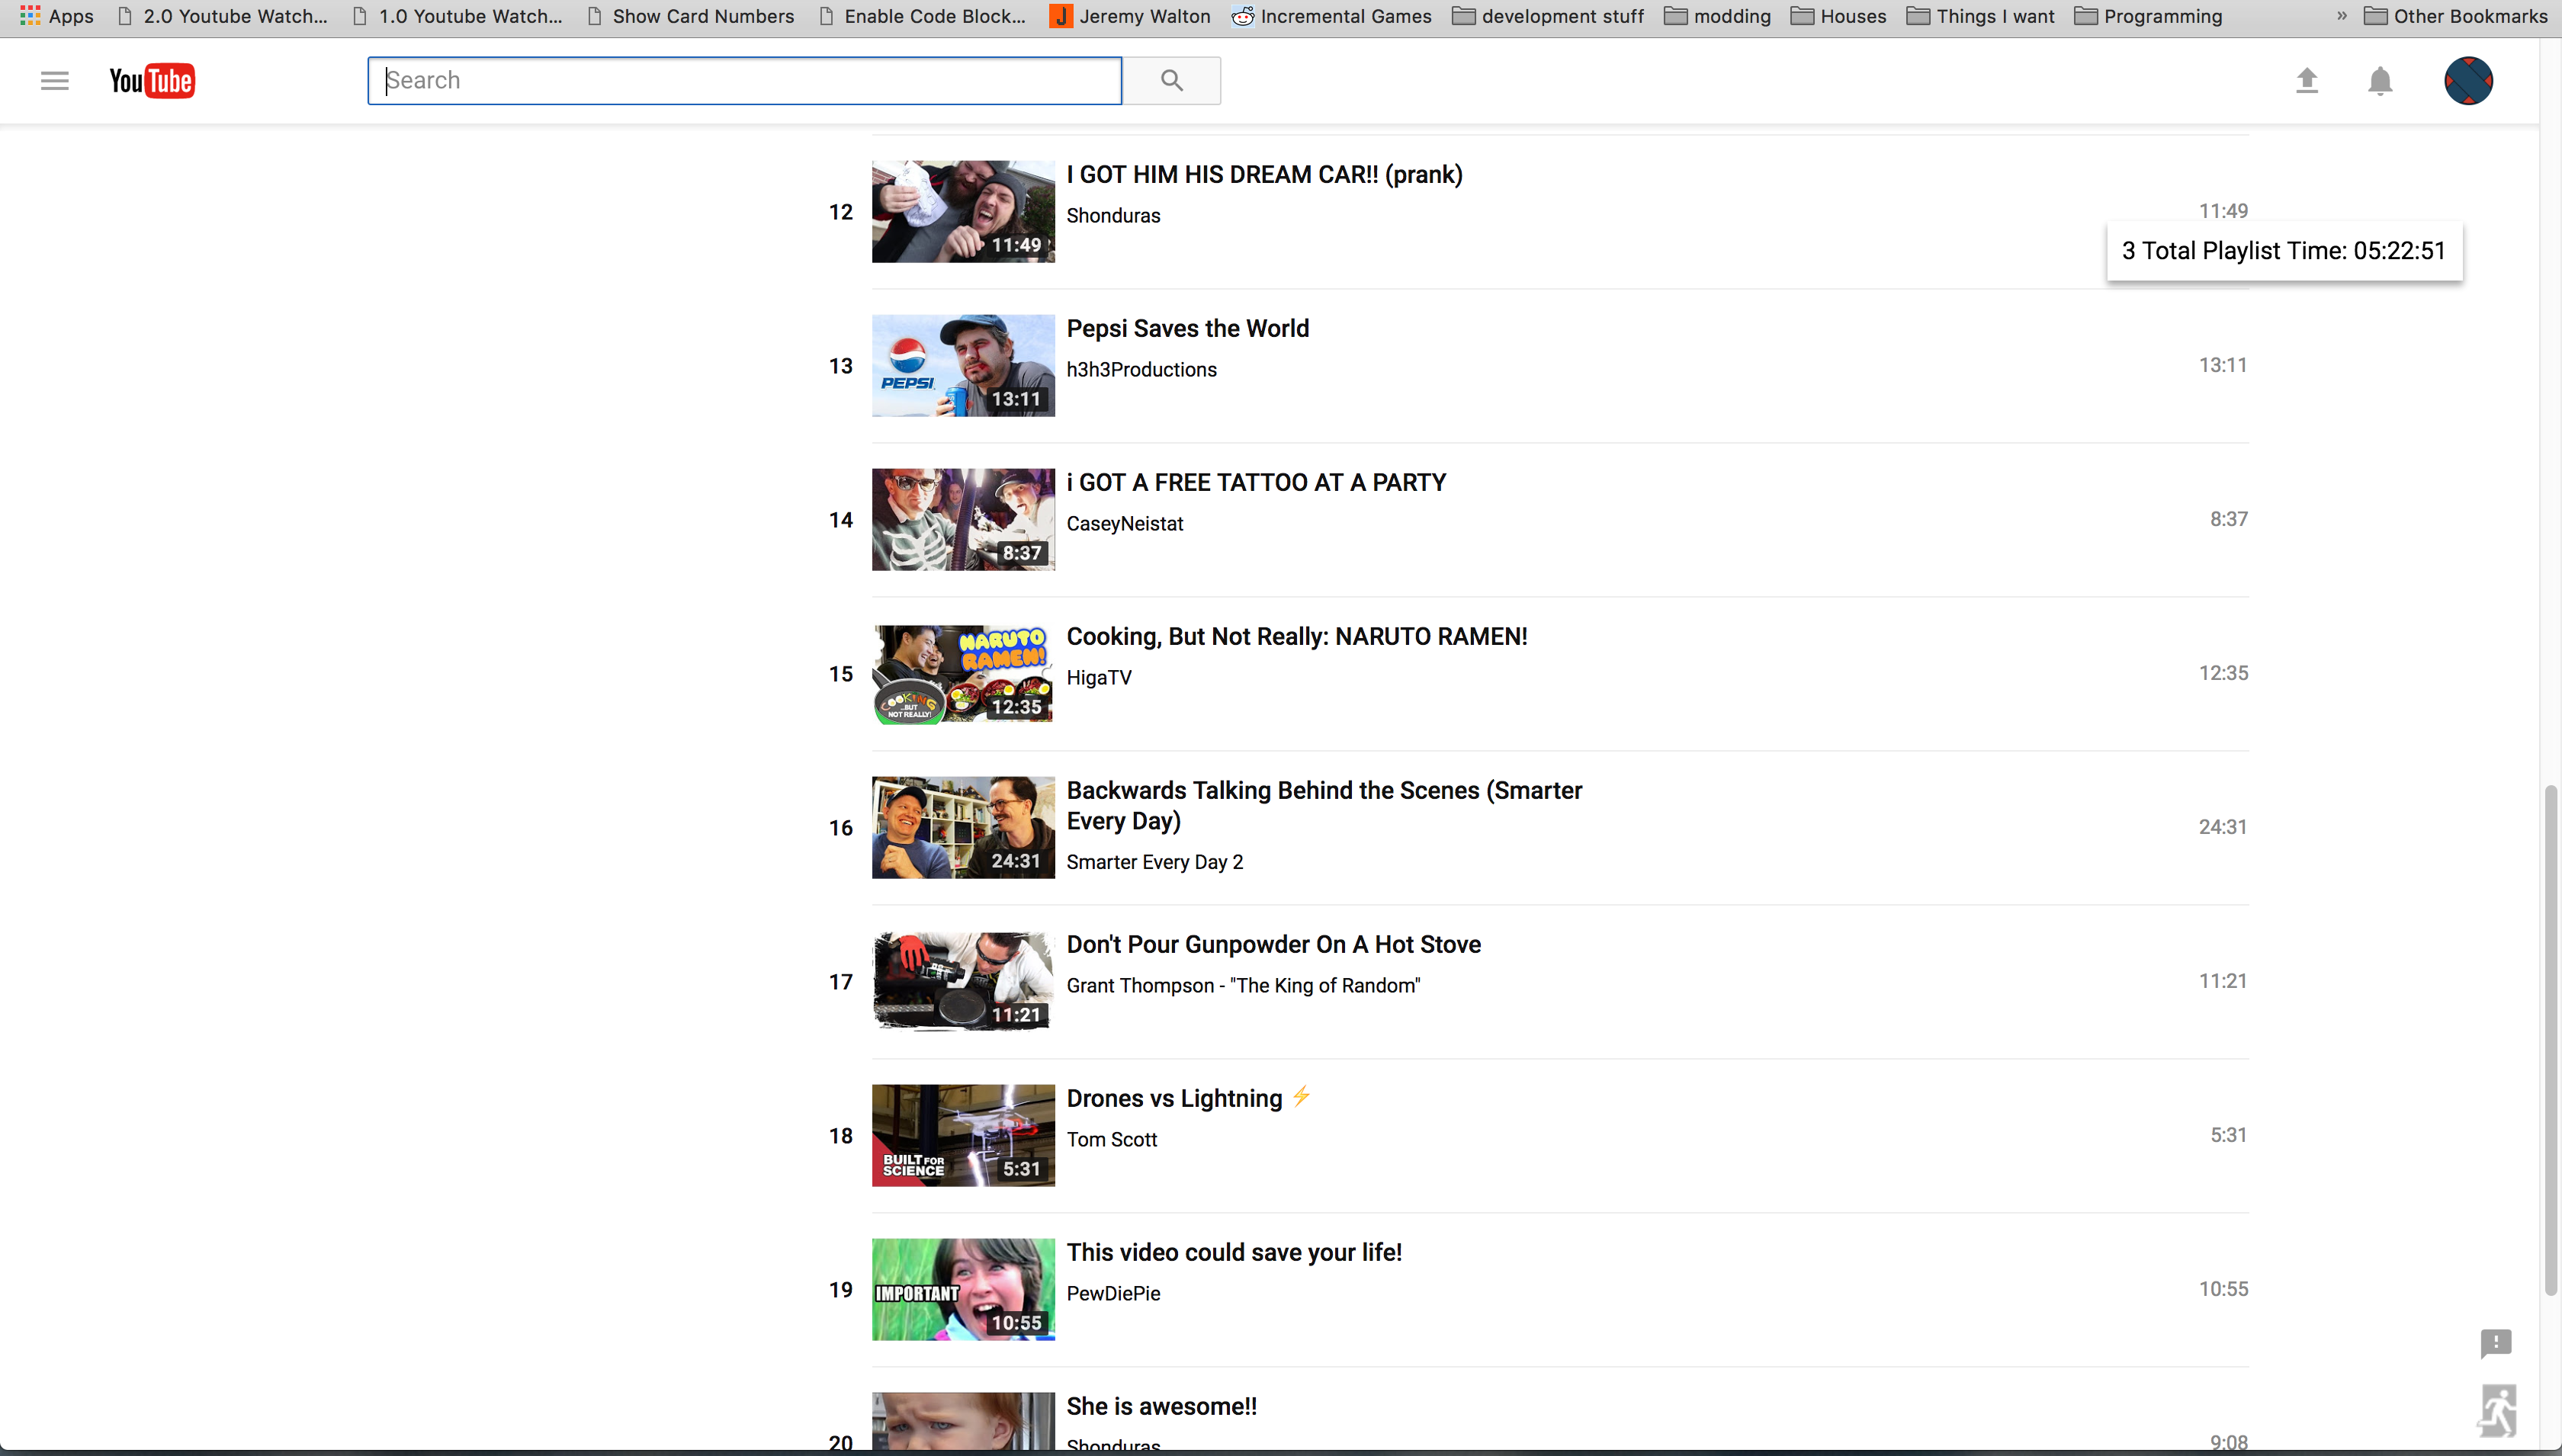 Apps 2.0 Youtube Watch... 1.0 Youtube Watch... Show Card Numbers Enable Code Block... Jeremy Walton Incremental Games development stuff modding Houses Things I want Programming » Other Bookmarks
YouTube Search
12 I GOT HIM HIS DREAM CAR!! (prank)
Shonduras
11:49
11:49
3 Total Playlist Time: 05:22:51
13 Pepsi Saves the World
h3h3Productions
PEPSI
13:11
13:11
14 i GOT A FREE TATTOO AT A PARTY
CaseyNeistat
8:37
8:37
15 Cooking, But Not Really: NARUTO RAMEN!
HigaTV
NARUTO
RAMEN!
COOKING
...BUT
NOT REALLY!
12:35
12:35
16 Backwards Talking Behind the Scenes (Smarter
Every Day)
Smarter Every Day 2
24:31
24:31
17 Don't Pour Gunpowder On A Hot Stove
Grant Thompson - "The King of Random"
11:21
11:21
18 Drones vs Lightning ⚡
Tom Scott
BUILT FOR
SCIENCE
5:31
5:31
19 This video could save your life!
PewDiePie
IMPORTANT
10:55
10:55
20 She is awesome!!
Shonduras
9:08